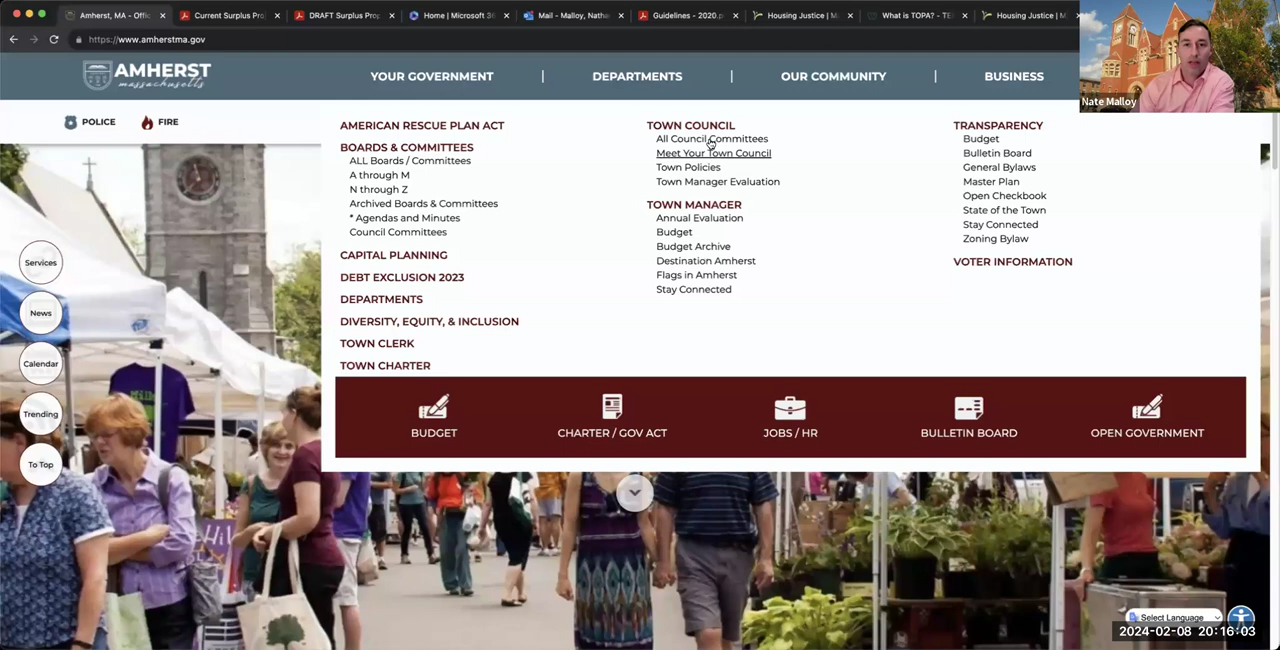 Amherst, MA - Offic
Current Surplus Pro
DRAFT Surplus Prop
Home | Microsoft 36
Mail - Malloy, Nath
Guidelines - 2020.p
Housing Justice | M
What is TOPA? - TE
Housing Justice | M
https://www.amherstma.gov
AMHERST
massachusetts
YOUR GOVERNMENT
DEPARTMENTS
OUR COMMUNITY
BUSINESS
Nate Malloy
POLICE
FIRE
AMERICAN RESCUE PLAN ACT
BOARDS & COMMITTEES
ALL Boards / Committees
A through M
N through Z
Archived Boards & Committees
* Agendas and Minutes
Council Committees
CAPITAL PLANNING
DEBT EXCLUSION 2023
DEPARTMENTS
DIVERSITY, EQUITY, & INCLUSION
TOWN CLERK
TOWN CHARTER
TOWN COUNCIL
All Council Committees
Meet Your Town Council
Town Policies
Town Manager Evaluation
TOWN MANAGER
Annual Evaluation
Budget
Budget Archive
Destination Amherst
Flags in Amherst
Stay Connected
TRANSPARENCY
Budget
Bulletin Board
General Bylaws
Master Plan
Open Checkbook
State of the Town
Stay Connected
Zoning Bylaw
VOTER INFORMATION
Services
News
Calendar
Trending
To Top
BUDGET
CHARTER / GOV ACT
JOBS / HR
BULLETIN BOARD
OPEN GOVERNMENT
Select Language
2024-02-08 20:16:03